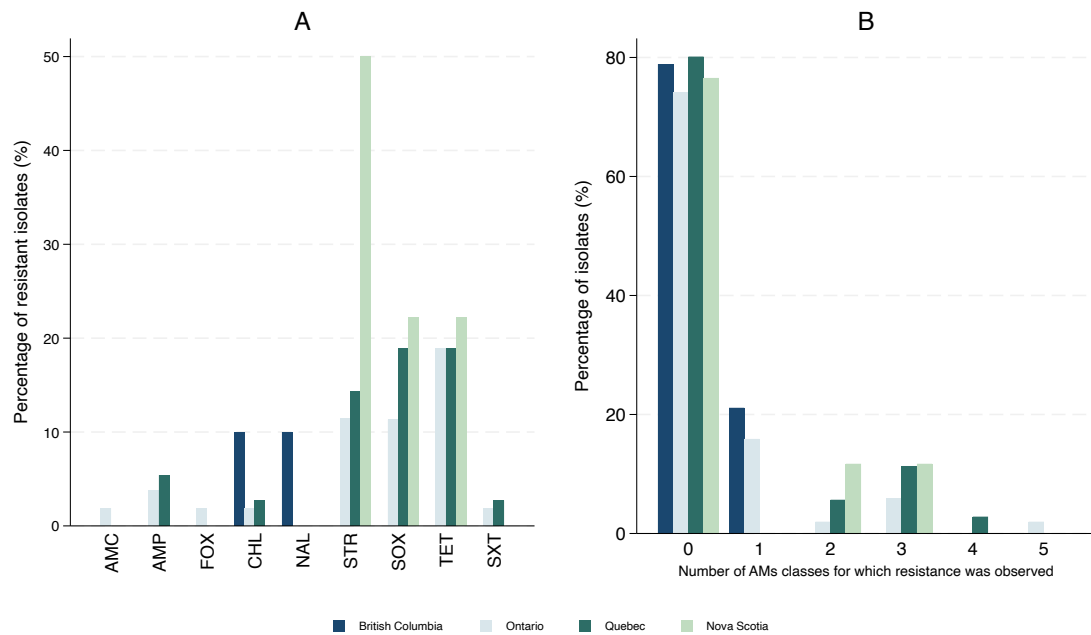 A
Percentage of resistant isolates (%)
50
40
30
20
10
0
AMC
AMP
FOX
CHL
NAL
STR
SOX
TET
SXT
B
Percentage of isolates (%)
80
60
40
20
0
0 1 2 3 4 5
Number of AMs classes for which resistance was observed
British Columbia Ontario Quebec Nova Scotia